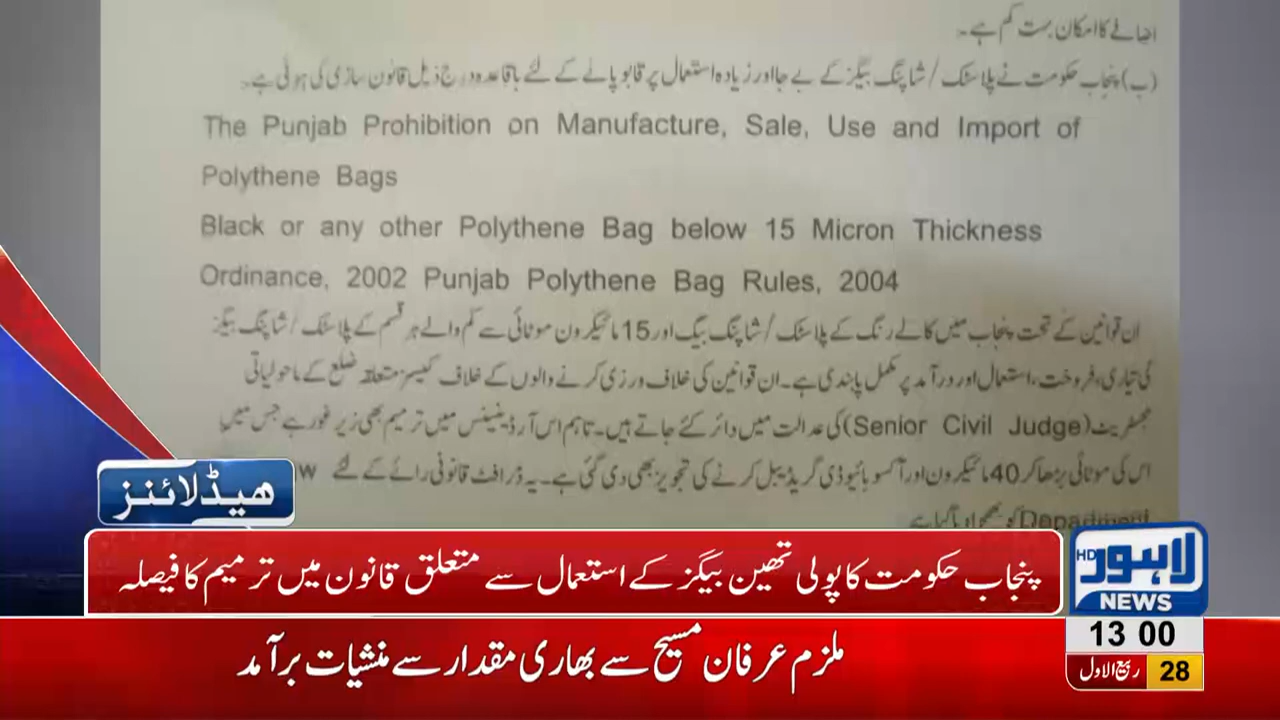 اضافے کا امکان بہت کم ہے۔
(ب) پنجاب حکومت نے پلاسٹک/شاپنگ بیگز کے بے جا اور زیادہ استعمال پر قابو پانے کے لئے باقاعدہ درج ذیل قانون سازی کی ہوئی ہے۔
The Punjab Prohibition on Manufacture, Sale, Use and Import of
Polythene Bags
Black or any other Polythene Bag below 15 Micron Thickness
Ordinance, 2002 Punjab Polythene Bag Rules, 2004
ان قوانین کے تحت پنجاب میں کالے رنگ کے پلاسٹک/شاپنگ بیگ اور 15 مائیکرون موٹائی سے کم والے ہر قسم کے پلاسٹک/شاپنگ بیگز
کی تیاری، فروخت، استعمال اور درآمد پر مکمل پابندی ہے۔ ان قوانین کی خلاف ورزی کرنے والوں کے خلاف کیسز متعلقہ ضلع کے ماحولیاتی
مجسٹریٹ (Senior Civil Judge) کی عدالت میں دائر کئے جاتے ہیں۔ تاہم اس آرڈیننس میں ترمیم بھی زیر غور ہے جس میں
اس کی موٹائی بڑھا کر 40 مائیکرون اور آکسو بائیوڈی گریڈیبل کرنے کی تجویز بھی دی گئی ہے۔ یہ ڈرافٹ قانونی رائے کے لئے
Department کو بھجوا دیا گیا ہے
ھیڈلائنز
پنجاب حکومت کا پولی تھین بیگز کے استعمال سے متعلق قانون میں ترمیم کا فیصلہ
لاہور HD
NEWS
13 00
28 ربیع الاول
ملزم عرفان مسیح سے بھاری مقدار سے منشیات برآمد